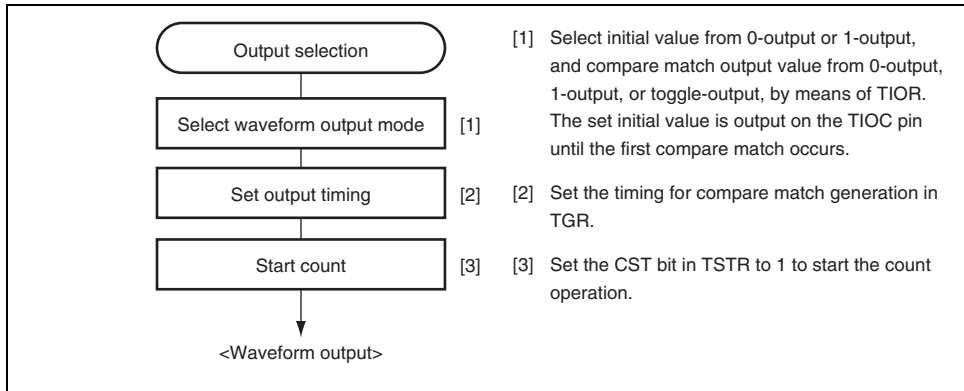 Output selection
Select waveform output mode [1]
Set output timing [2]
Start count [3]
<Waveform output>
[1] Select initial value from 0-output or 1-output,
and compare match output value from 0-output,
1-output, or toggle-output, by means of TIOR.
The set initial value is output on the TIOC pin
until the first compare match occurs.
[2] Set the timing for compare match generation in
TGR.
[3] Set the CST bit in TSTR to 1 to start the count
operation.